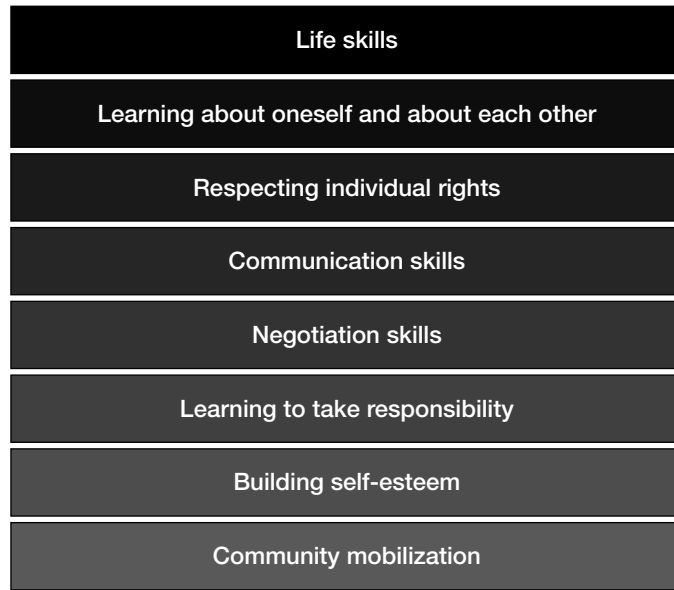 Life skills
Learning about oneself and about each other
Respecting individual rights
Communication skills
Negotiation skills
Learning to take responsibility
Building self-esteem
Community mobilization